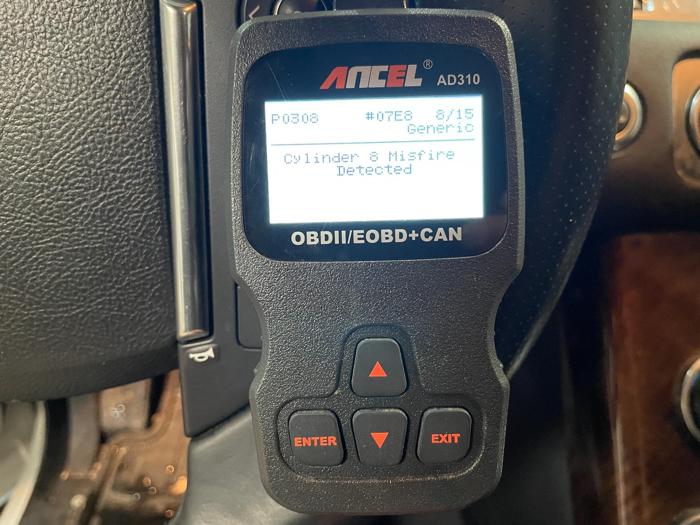 ANCEL® AD310
P0308 #07E8 8/15
Generic
Cylinder 8 Misfire
Detected
OBDII/EOBD+CAN
ENTER EXIT